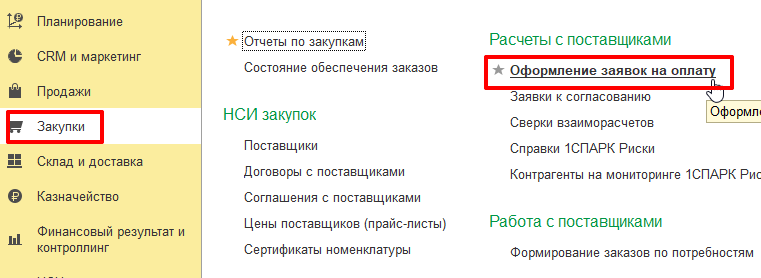 Планирование
CRM и маркетинг
Продажи
Закупки
Склад и доставка
Казначейство
Финансовый результат и
контроллинг
Отчеты по закупкам
Состояние обеспечения заказов
НСИ закупок
Поставщики
Договоры с поставщиками
Соглашения с поставщиками
Цены поставщиков (прайс-листы)
Сертификаты номенклатуры
Расчеты с поставщиками
Оформление заявок на оплату
Заявки к согласованию
Оформле
Сверки взаиморасчетов
Справки 1СПАРК Риски
Контрагенты на мониторинге 1СПАРК Рис
Работа с поставщиками
Формирование заказов по потребностям